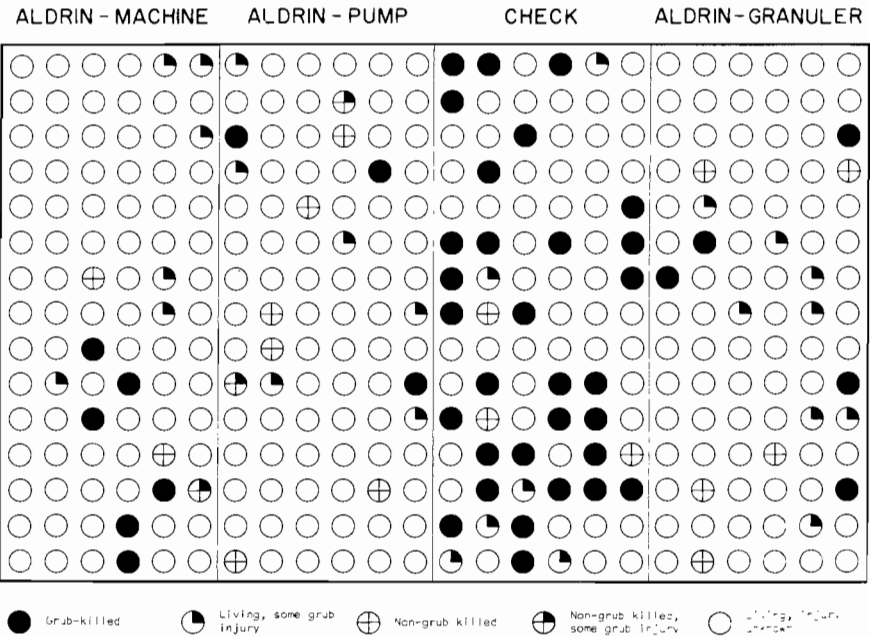 ALDRIN - MACHINE ALDRIN - PUMP CHECK ALDRIN - GRANULER
Grub-killed
Living, some grub
injury
Non-grub killed
Non-grub killed,
some grub injury